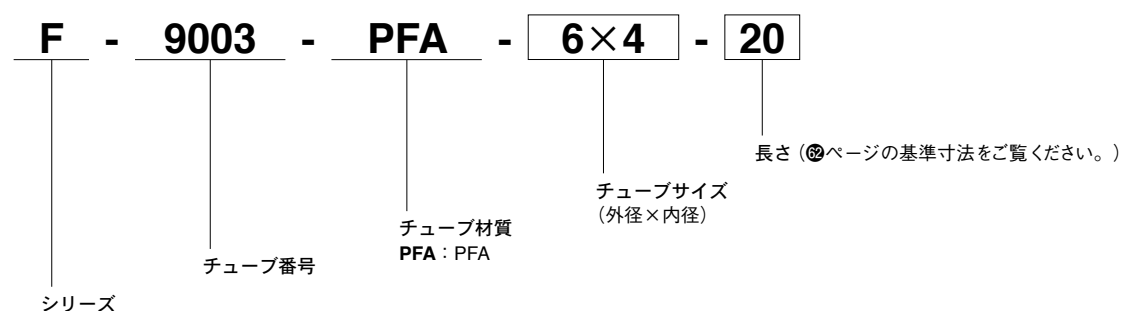 F - 9003 - PFA - 6×4 - 20
長さ（62ページの基準寸法をご覧ください。）
チューブサイズ
（外径×内径）
チューブ材質
PFA：PFA
チューブ番号
シリーズ